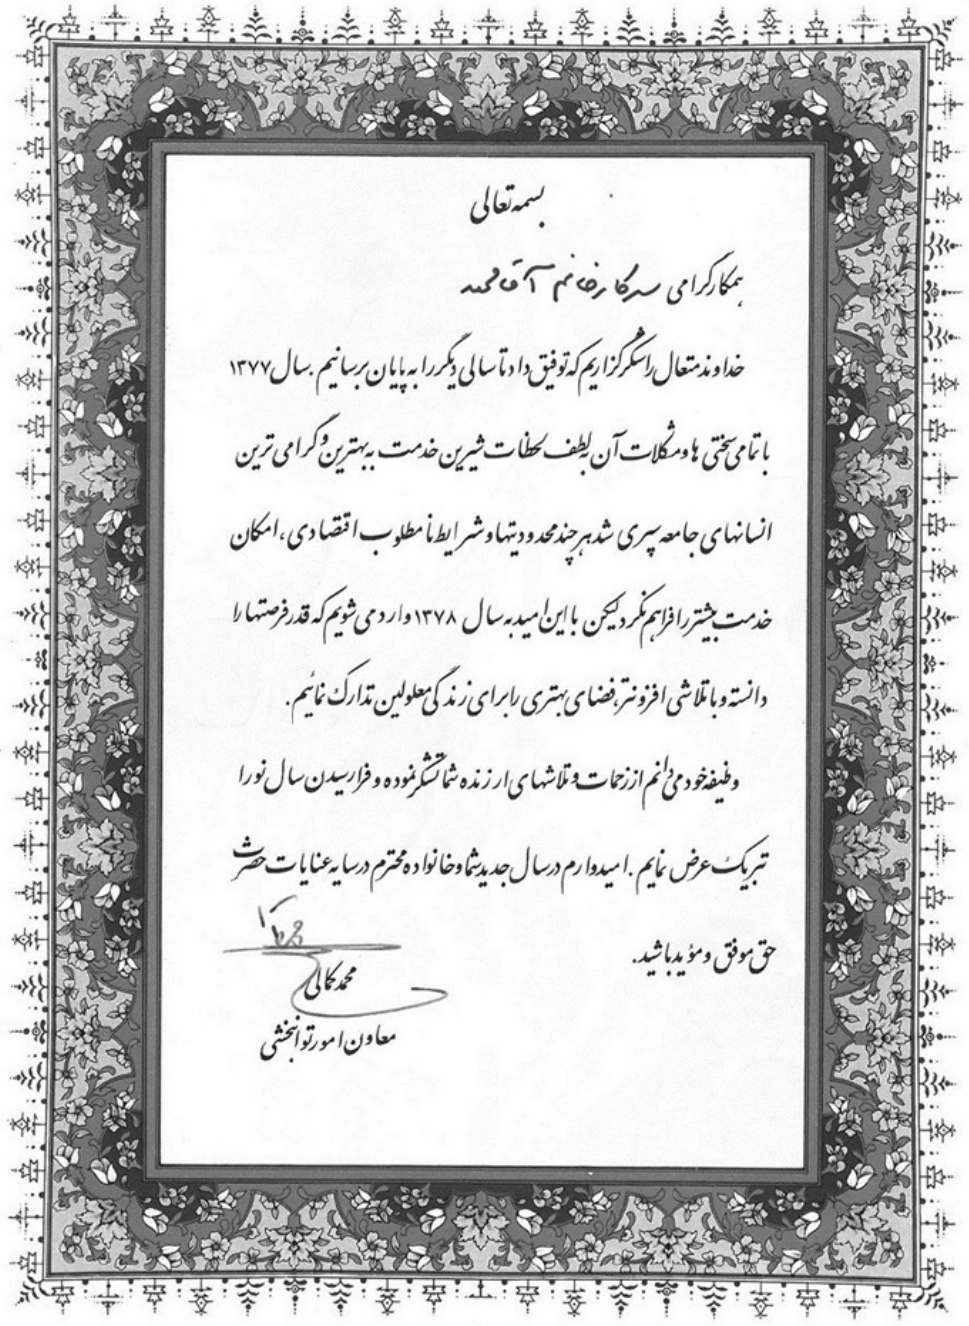 بسمه تعالی
همکار گرامی سرکار خانم آقامحمد
خداوند متعال را شکرگزاریم که توفیق داد تا سالی دیگر را به پایان برسانیم . سال ۱۳۷۷
با تمامی سختی ها و مشکلات آن به لطف لحظات شیرین خدمت به بهترین و گرامی ترین
انسانهای جامعه سپری شد هر چند محدودیتها و شرایط نامطلوب اقتصادی ، امکان
خدمت بیشتر را فراهم نکرد لیکن با این امید به سال ۱۳۷۸ وارد می شویم که قدر فرصتها را
دانسته و با تلاشی افزونتر، فضای بهتری را برای زندگی معلولین تدارک نمائیم .
وظیفه خود می دانم از زحمات و تلاشهای ارزنده شما تشکر نموده و فرا رسیدن سال نو را
تبریک عرض نمایم . امیدوارم در سال جدید شما و خانواده محترم در سایه عنایات حضرت
حق موفق و مؤید باشید .
محمد کمالی
معاون امور توانبخشی